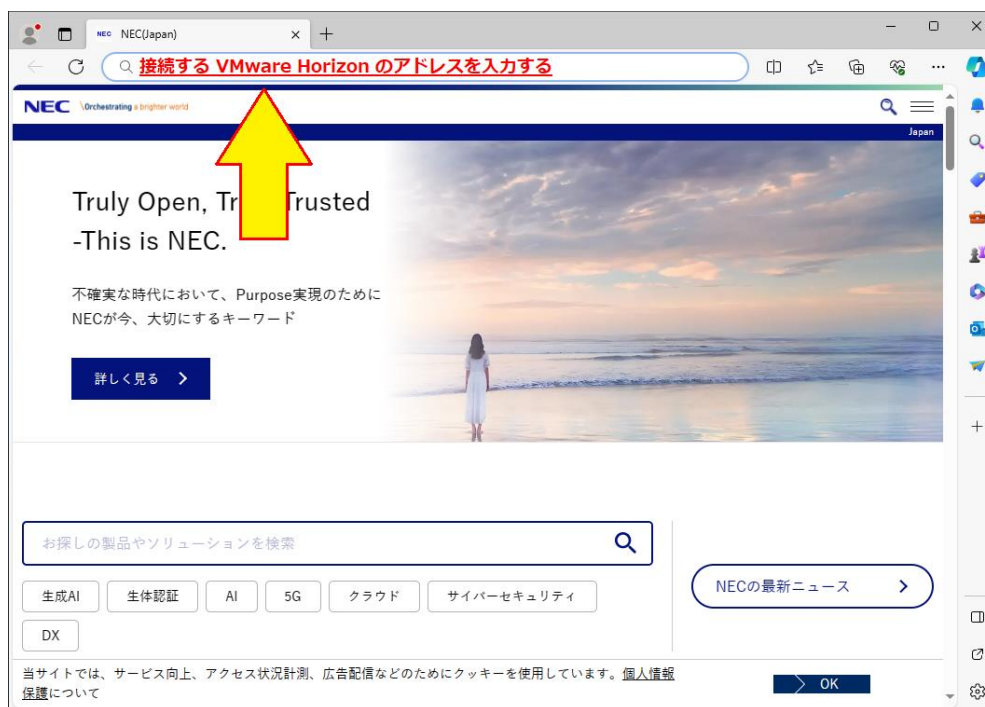 NEC NEC(Japan)
接続する VMware Horizon のアドレスを入力する
NEC \Orchestrating a brighter world
Japan
Truly Open, Trusted
-This is NEC.
不確実な時代において、Purpose実現のために
NECが今、大切にするキーワード
詳しく見る
お探しの製品やソリューションを検索
生成AI 生体認証 AI 5G クラウド サイバーセキュリティ
DX
NECの最新ニュース
当サイトでは、サービス向上、アクセス状況計測、広告配信などのためにクッキーを使用しています。個人情報
保護について
OK